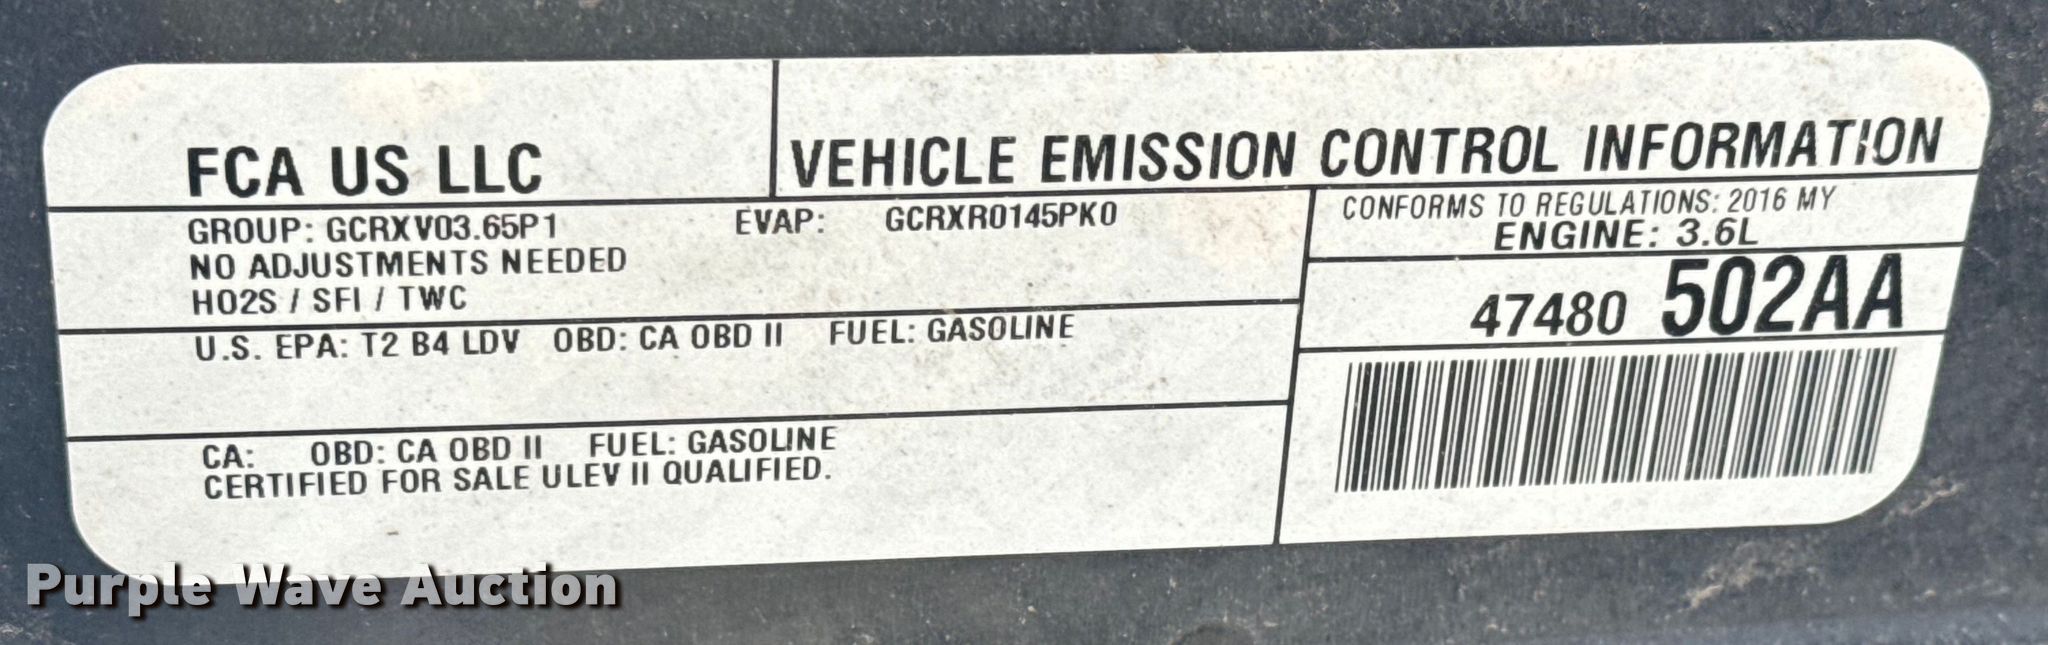 FCA US LLC
VEHICLE EMISSION CONTROL INFORMATION
GROUP: GCRXV03.65P1 EVAP: GCRXR0145PK0
NO ADJUSTMENTS NEEDED
HO2S / SFI / TWC
CONFORMS TO REGULATIONS: 2016 MY
ENGINE: 3.6L
47480 502AA
U.S. EPA: T2 B4 LDV OBD: CA OBD II FUEL: GASOLINE
CA: OBD: CA OBD II FUEL: GASOLINE
CERTIFIED FOR SALE ULEV II QUALIFIED.
Purple Wave Auction